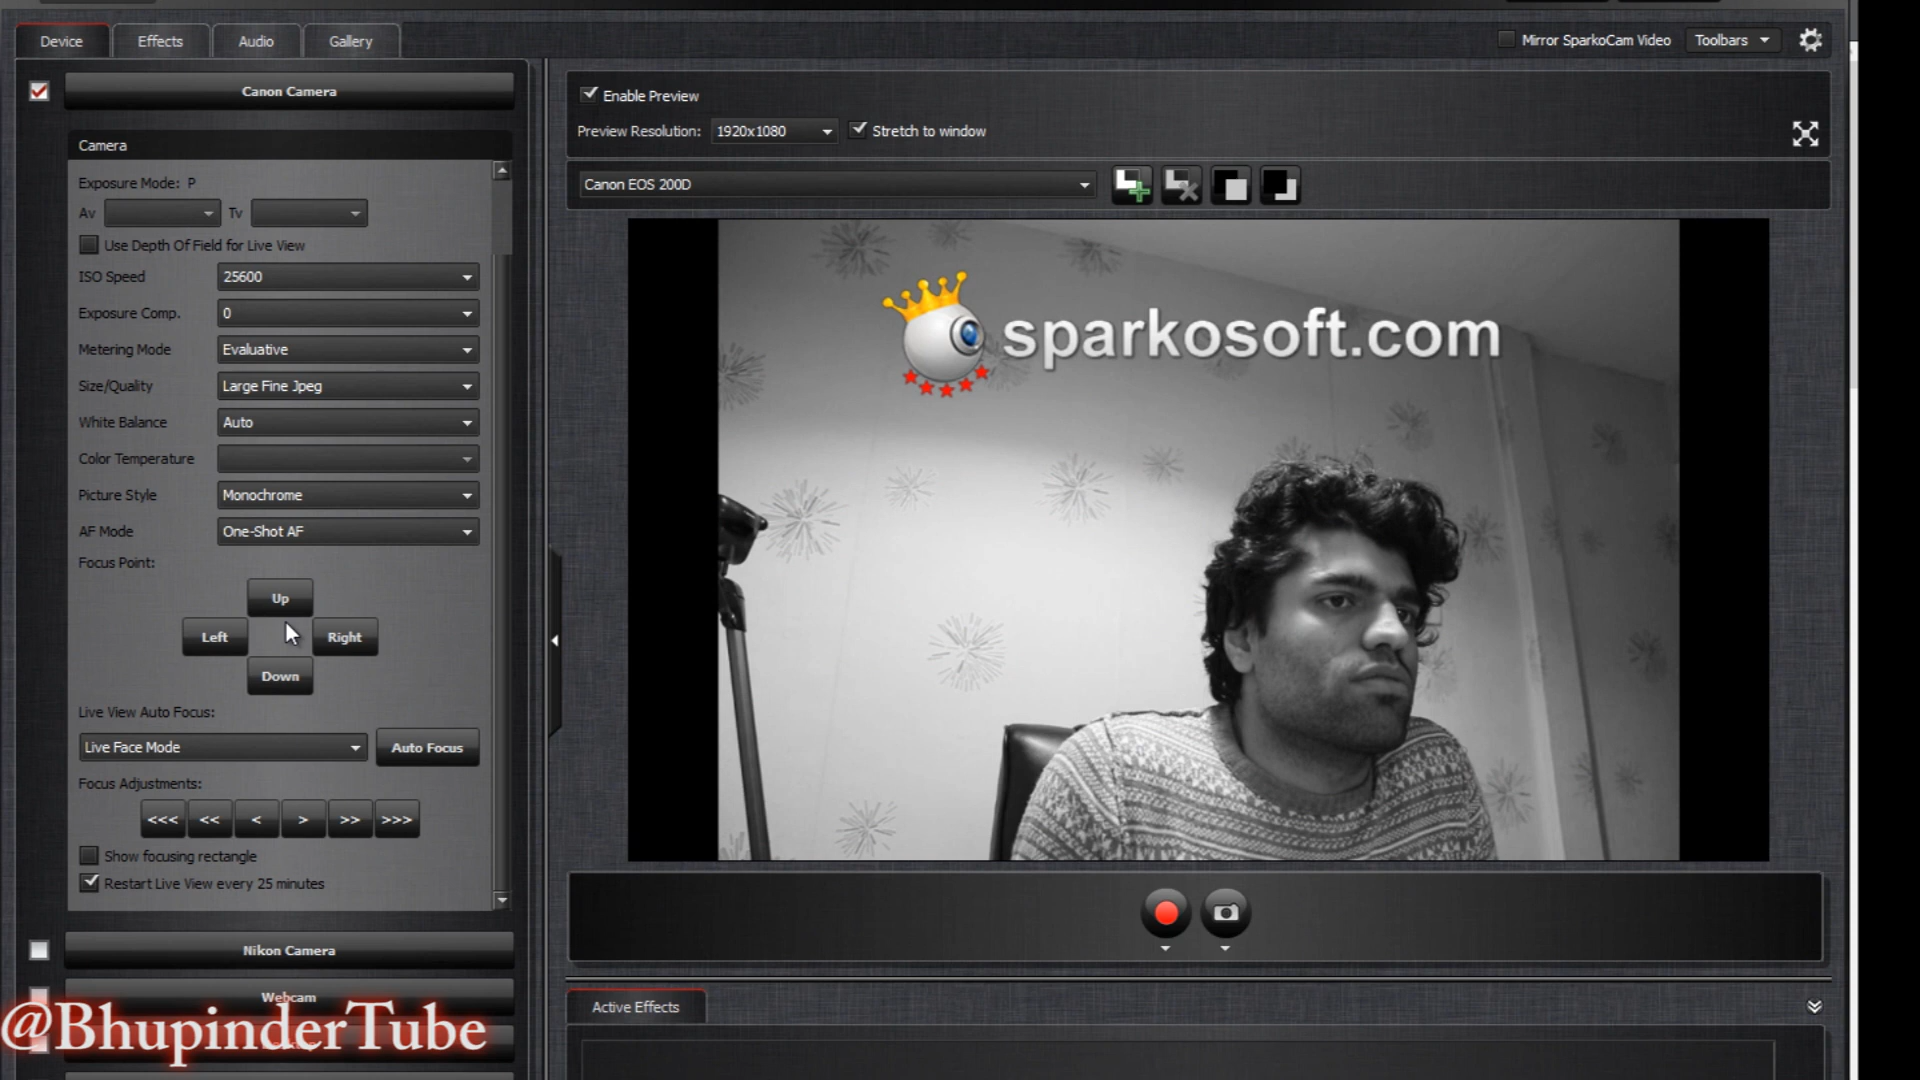 Device
Effects
Audio
Gallery
Mirror SparkoCam Video
Toolbars
Canon Camera
Camera
Exposure Mode: P
Av
Tv
Use Depth Of Field for Live View
ISO Speed
25600
Exposure Comp.
0
Metering Mode
Evaluative
Size/Quality
Large Fine Jpeg
White Balance
Auto
Color Temperature
Picture Style
Monochrome
AF Mode
One-Shot AF
Focus Point:
Up
Left
Right
Down
Live View Auto Focus:
Live Face Mode
Auto Focus
Focus Adjustments:
<<<
<<
<
>
>>
>>>
Show focusing rectangle
Restart Live View every 25 minutes
Nikon Camera
Webcam
@BhupinderTube
Enable Preview
Preview Resolution:
1920x1080
Stretch to window
Canon EOS 200D
sparkosoft.com
Active Effects